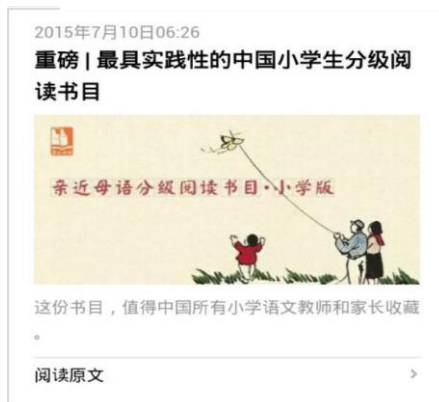 2015年7月10日06:26
重磅 | 最具实践性的中国小学生分级阅
读书目
亲近母语分级阅读书目·小学版
这份书目，值得中国所有小学语文教师和家长收藏
。
阅读原文